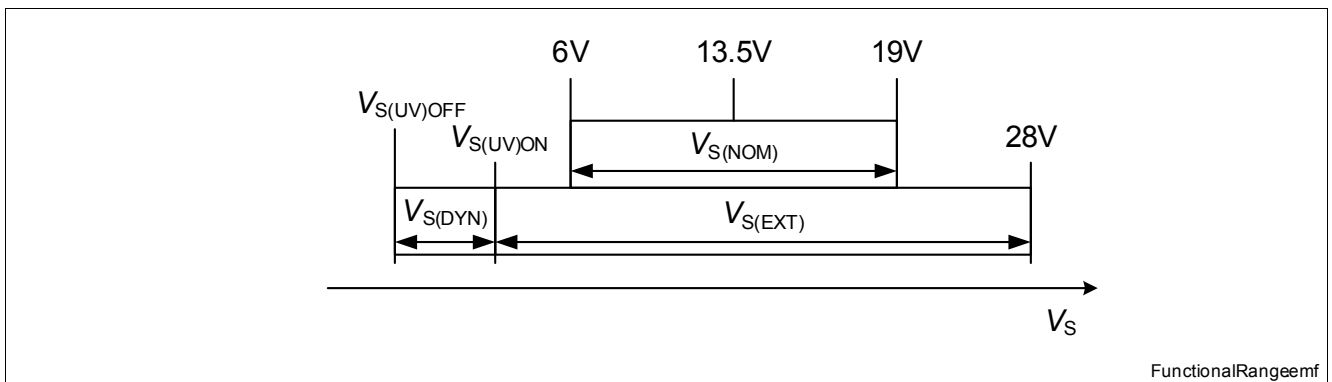 6V 13.5V 19V
VS(UV)OFF
VS(UV)ON VS(NOM) 28V
VS(DYN) VS(EXT)
VS
FunctionalRangeemf